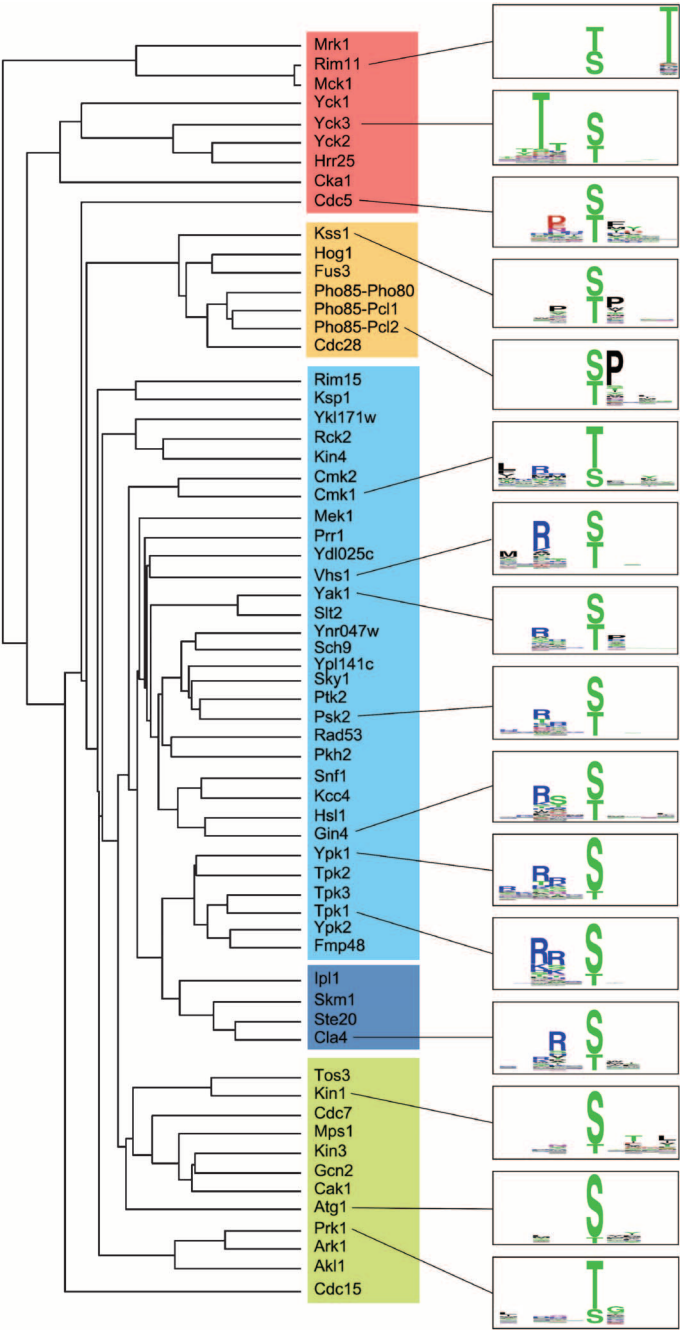 Mrk1
Rim11
Mck1
Yck1
Yck3
Yck2
Hrr25
Cka1
Cdc5
Kss1
Hog1
Fus3
Pho85-Pho80
Pho85-Pcl1
Pho85-Pcl2
Cdc28
Rim15
Ksp1
Ykl171w
Rck2
Kin4
Cmk2
Cmk1
Mek1
Prr1
Ydl025c
Vhs1
Yak1
Slt2
Ynr047w
Sch9
Ypl141c
Sky1
Ptk2
Psk2
Rad53
Pkh2
Snf1
Kcc4
Hsl1
Gin4
Ypk1
Tpk2
Tpk3
Tpk1
Ypk2
Fmp48
Ipl1
Skm1
Ste20
Cla4
Tos3
Kin1
Cdc7
Mps1
Kin3
Gcn2
Cak1
Atg1
Prk1
Ark1
Akl1
Cdc15
T
S
T
T
S
T
S
T
S
P
T
S
P
T
T
S
R
S
T
R
S
T
P
R
S
T
R
S
S
T
R
R
S
T
R
R
S
T
R
S
T
S
S
T
S